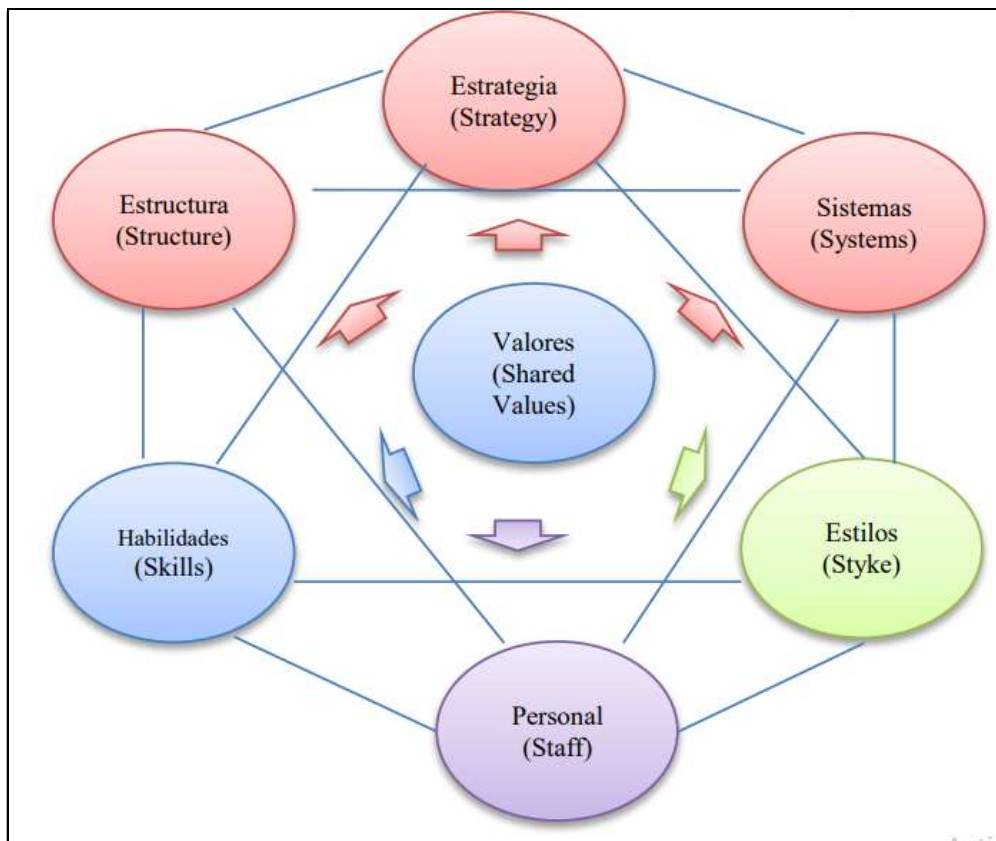 Estrategia
(Strategy)
Estructura
(Structure)
Sistemas
(Systems)
Valores
(Shared
Values)
Habilidades
(Skills)
Estilos
(Styke)
Personal
(Staff)